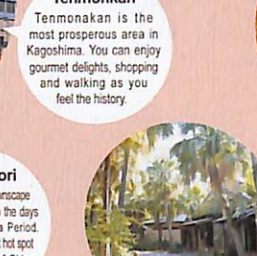 Tenmonkan
Tenmonakan is the
most prosperous area in
Kagoshima. You can enjoy
gourmet delights, shopping
and walking as you
feel the history.
ori
the days
Period.
hot spot